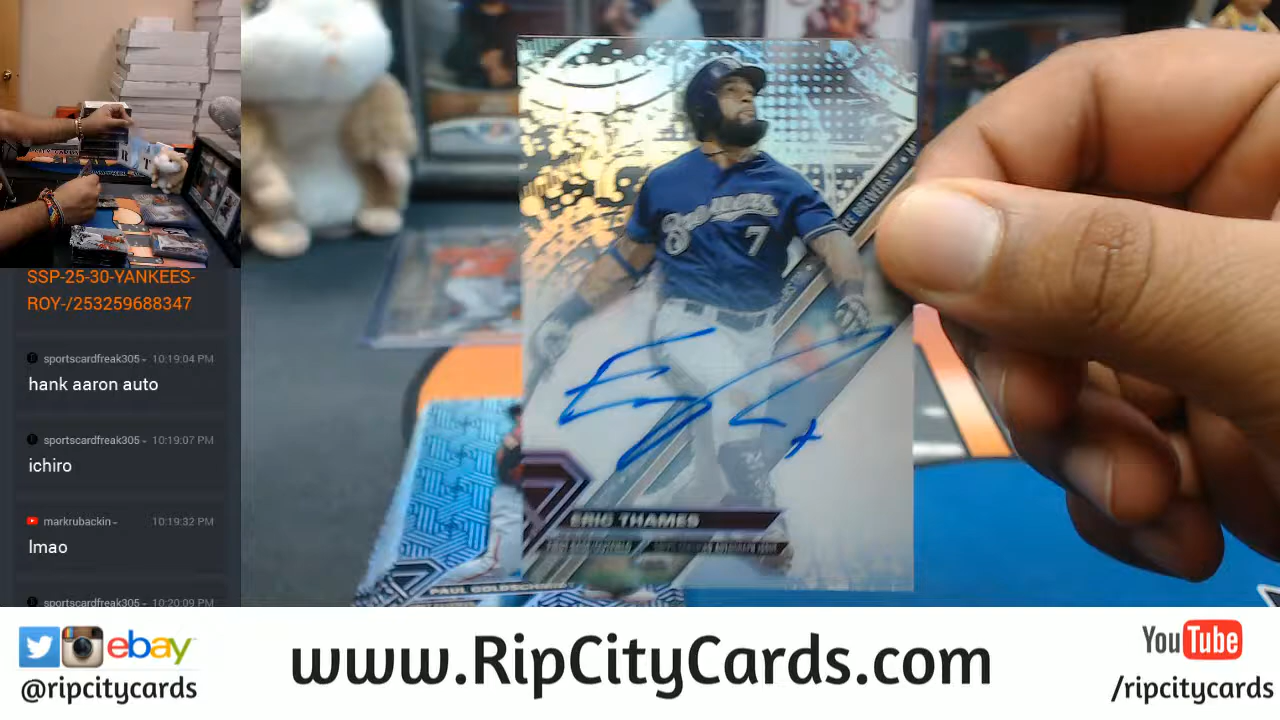 SSP-25-30-YANKEES-
ROY-/253259688347
sportscardfreak305 10:19:04 PM
hank aaron auto
sportscardfreak305 10:19:07 PM
ichiro
markrubackin 10:19:32 PM
lmao
sportscardfreak305 10:20:09 PM
Brewers
7
ERIC THAMES
PAUL GOLDSCHMIDT
ebay
@ripcitycards
www.RipCityCards.com
YouTube
/ripcitycards